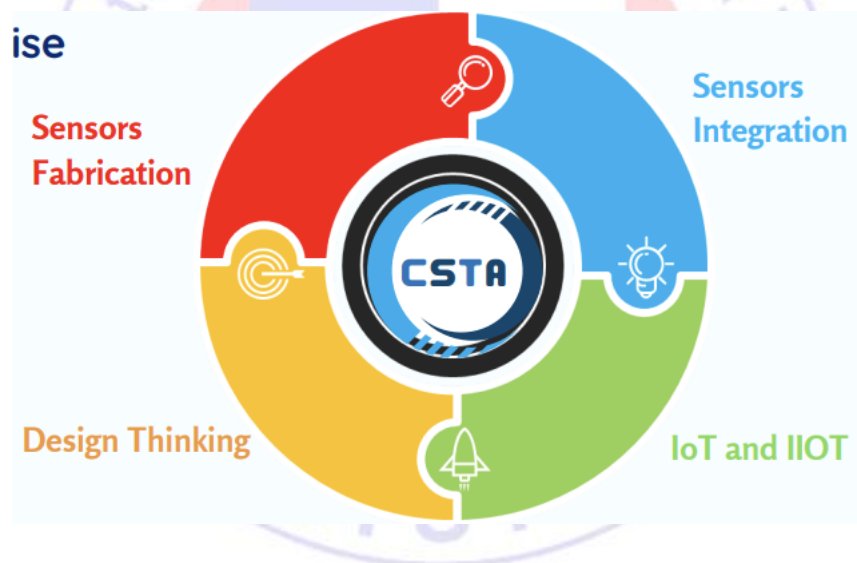 ise
Sensors
Fabrication
Sensors
Integration
CSTA
Design Thinking
IoT and IIOT